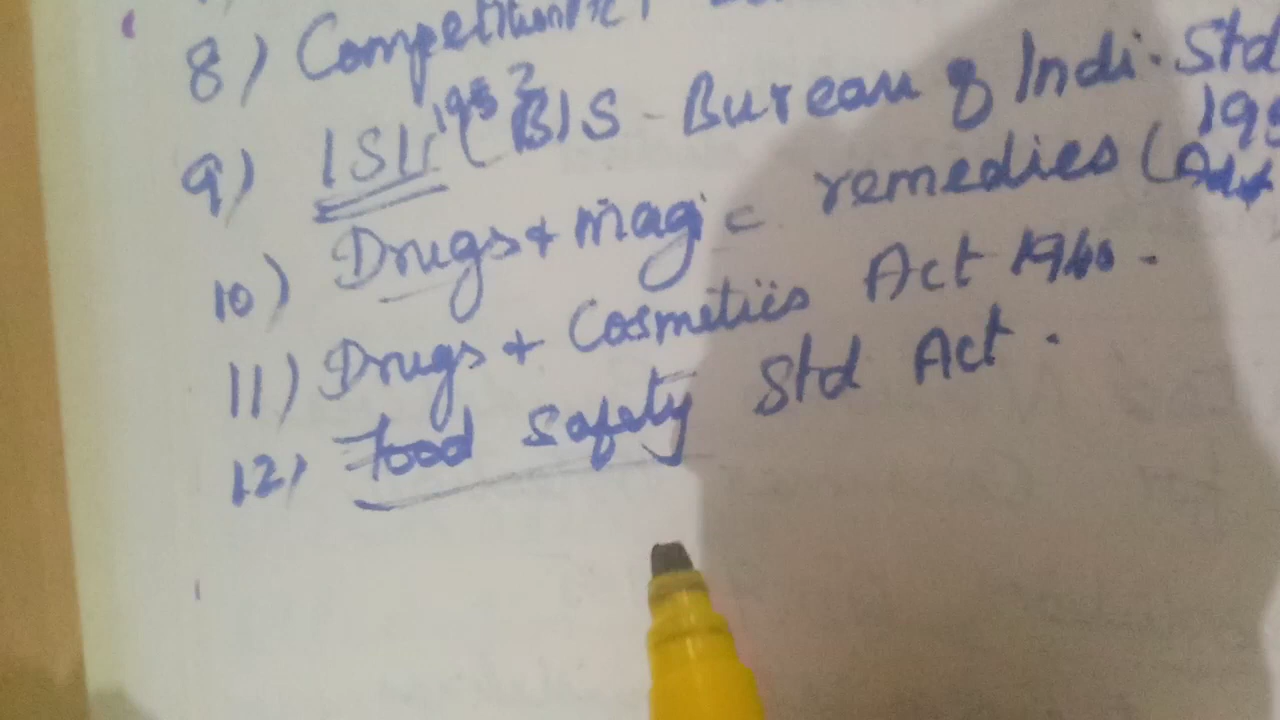 8) Competition
9) ISI (BIS - Bureau of Indi. Std
10) Drugs & magic remedies (
11) Drugs & Cosmetics Act 1940.
12) Food Safety Std Act.